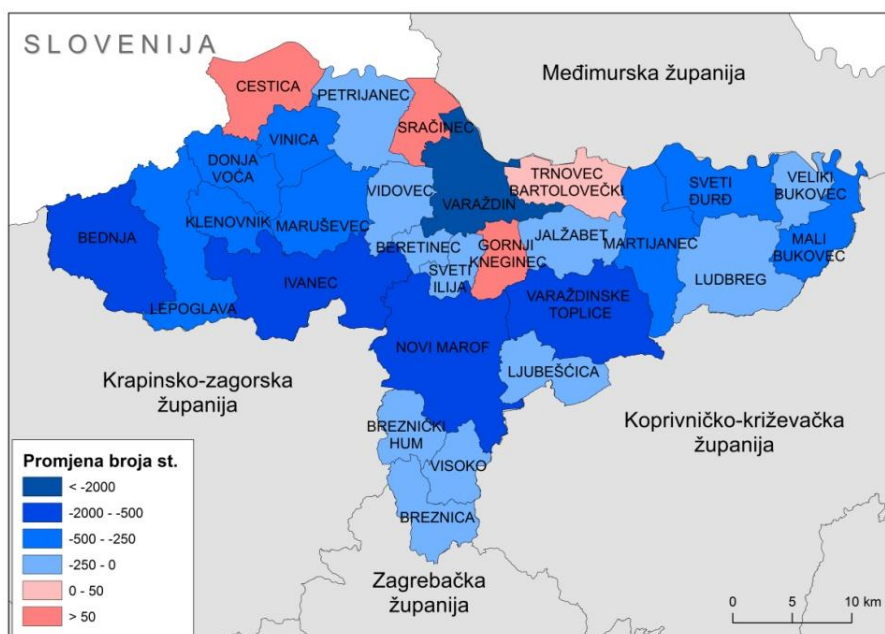 SLOVENIJA
Međimurska županija
CESTICA
PETRIJANEC
SRAČINEC
VINICA
DONJA
VOĆA
TRNOVEC
BARTOLOVEČKI
VELIKI
BUKOVEC
SVETI
ĐURĐ
VIDOVEC
VARAŽDIN
KLENOVNIK
MARUŠEVEC
BEDNJA
BERETINEC
GORNJI
KNEGINEC
JALŽABET
MARTIJANEC
MALI
BUKOVEC
SVETI
ILIJA
IVANEC
LUDBREG
LEPOGLAVA
VARAŽDINSKE
TOPLICE
NOVI MAROF
LJUBEŠĆICA
Krapinsko-zagorska
županija
Koprivničko-križevačka
županija
BREZNIČKI
HUM
VISOKO
BREZNICA
Zagrebačka
županija
Promjena broja st.
< -2000
-2000 - -500
-500 - -250
-250 - 0
0 - 50
> 50
0 5 10 km